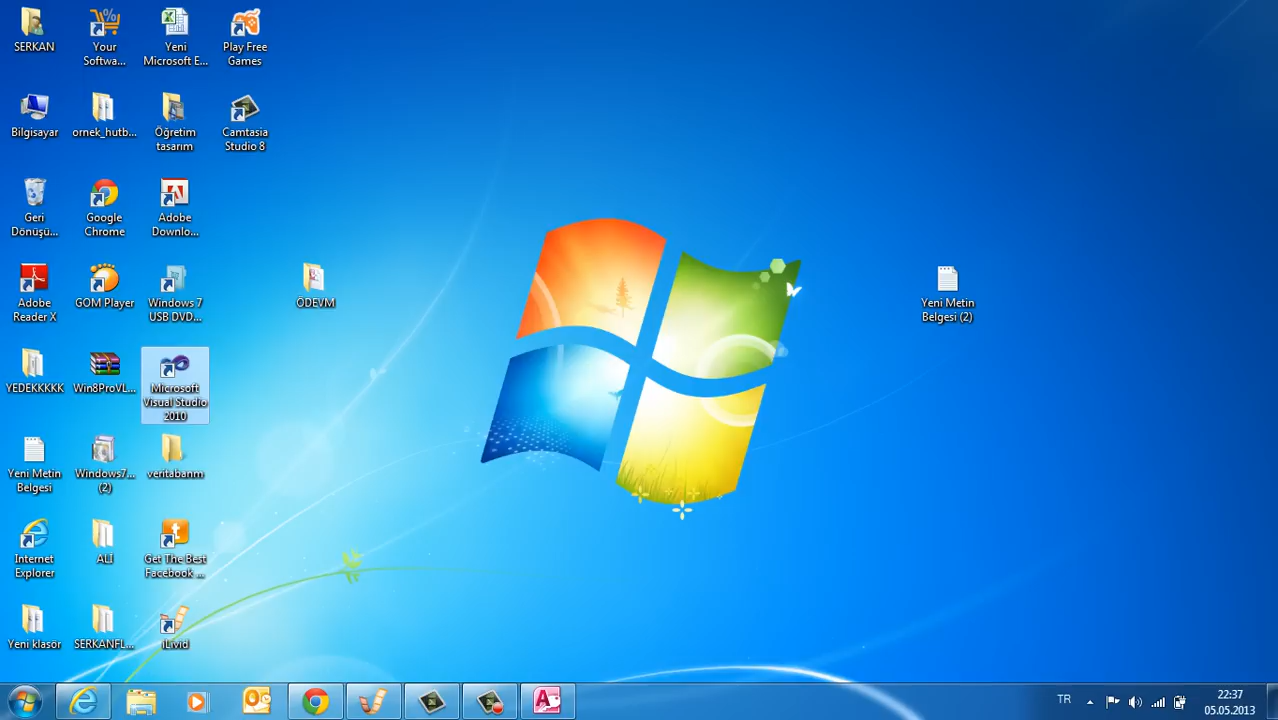 SERKAN
Your
Softwa...
Yeni
Microsoft E...
Play Free
Games
Bilgisayar
ornek_hutb...
Öğretim
tasarım
Camtasia
Studio 8
Geri
Dönüşü...
Google
Chrome
Adobe
Downlo...
Adobe
Reader X
GOM Player
Windows 7
USB DVD...
ÖDEVM
Yeni Metin
Belgesi (2)
YEDEKKKKK
Win8ProVL...
Microsoft
Visual Studio
2010
Yeni Metin
Belgesi
Windows7...
(2)
veritabanm
Internet
Explorer
ALİ
Get The Best
Facebook ...
Yeni klasör
SERKANFL...
iLivid
TR
22:37
05.05.2013